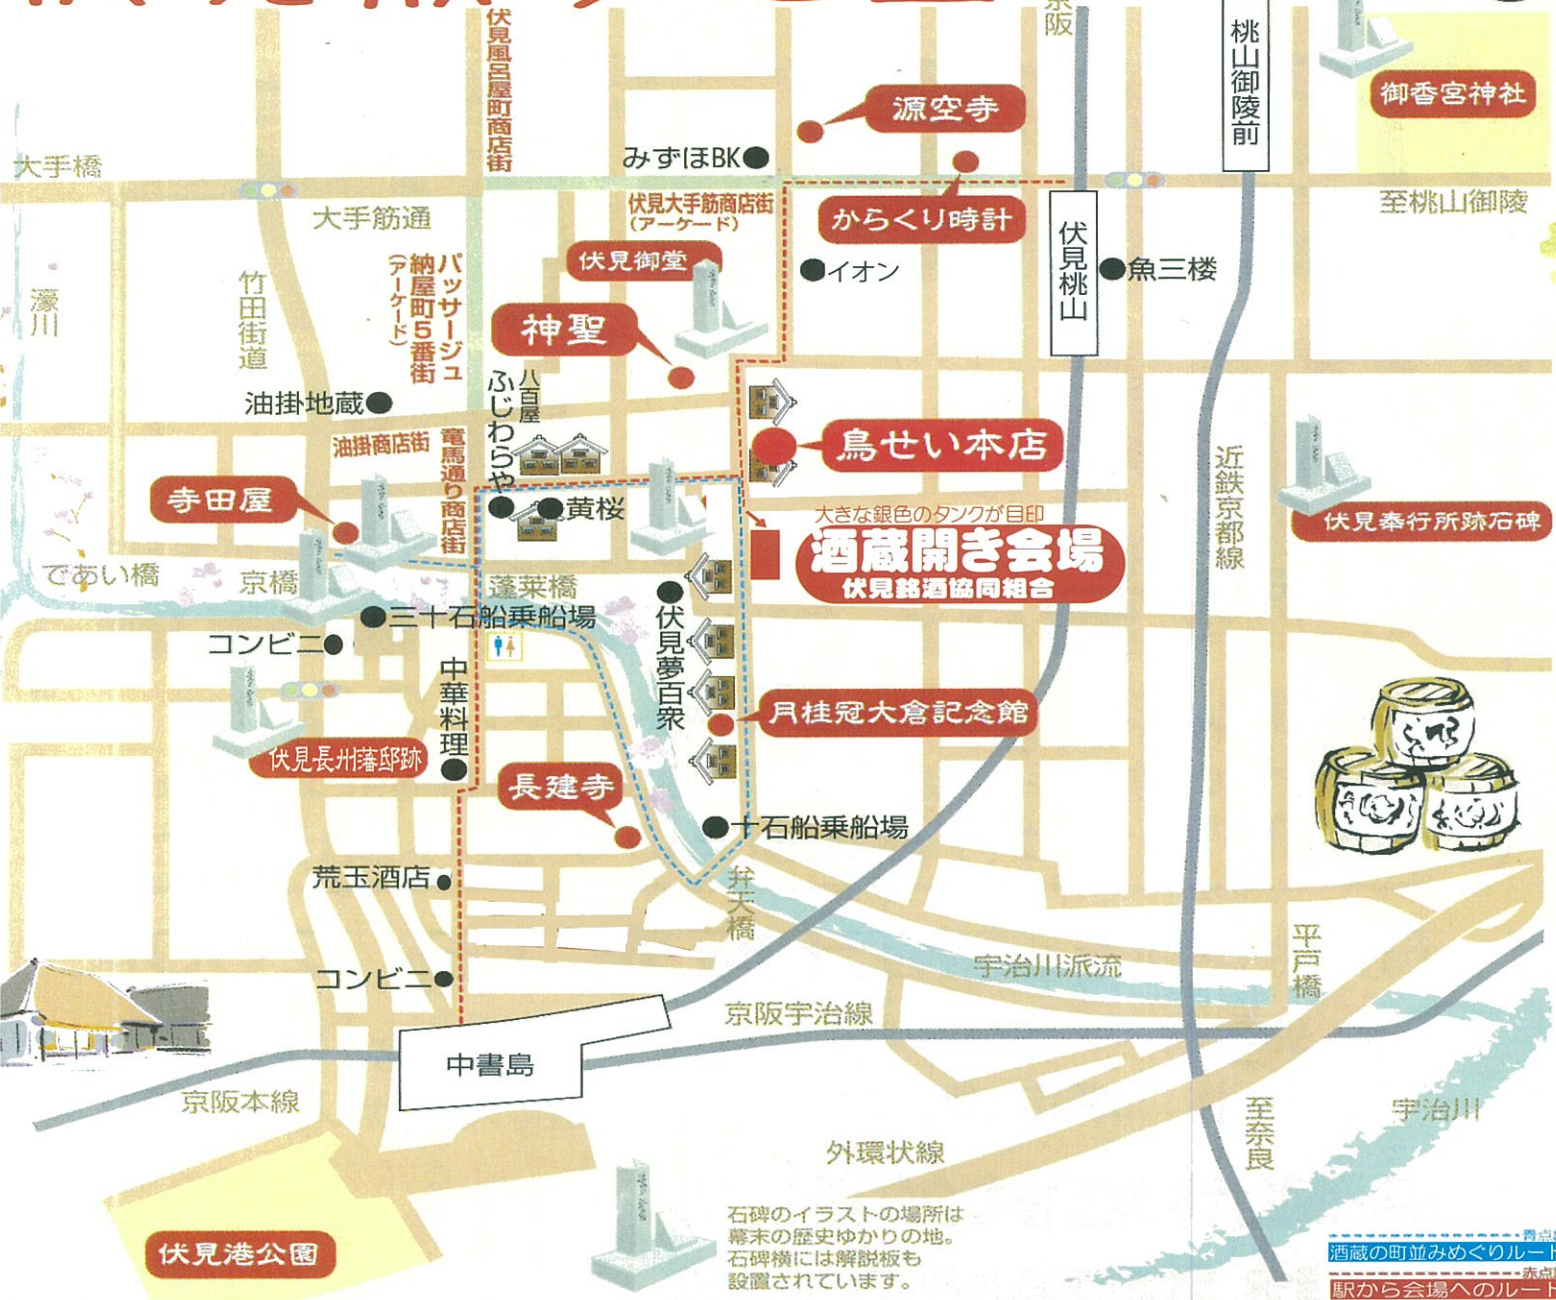 京阪
桃山御陵前
御香宮神社
伏見風呂屋町商店街
源空寺
みずほBK
大手橋
大手筋通
伏見大手筋商店街
（アーケード）
からくり時計
至桃山御陵
伏見桃山
魚三楼
イオン
伏見御堂
神聖
濠川
竹田街道
パッサージュ
納屋町5番街
（アーケード）
油掛地蔵
油掛商店街
竜馬通り商店街
八百屋
ふじわらや
黄桜
鳥せい本店
大きな銀色のタンクが目印
酒蔵開き会場
伏見銘酒協同組合
近鉄京都線
伏見奉行所跡石碑
寺田屋
であい橋
京橋
蓬莱橋
三十石船乗船場
コンビニ
中華料理
伏見夢百衆
月桂冠大倉記念館
伏見長州藩邸跡
長建寺
十石船乗船場
荒玉酒店
弁天橋
コンビニ
宇治川派流
平戸橋
京阪宇治線
中書島
京阪本線
至奈良
宇治川
外環状線
伏見港公園
石碑のイラストの場所は
幕末の歴史ゆかりの地。
石碑横には解説板も
設置されています。
青点
酒蔵の町並みめぐりルート
赤点
駅から会場へのルート